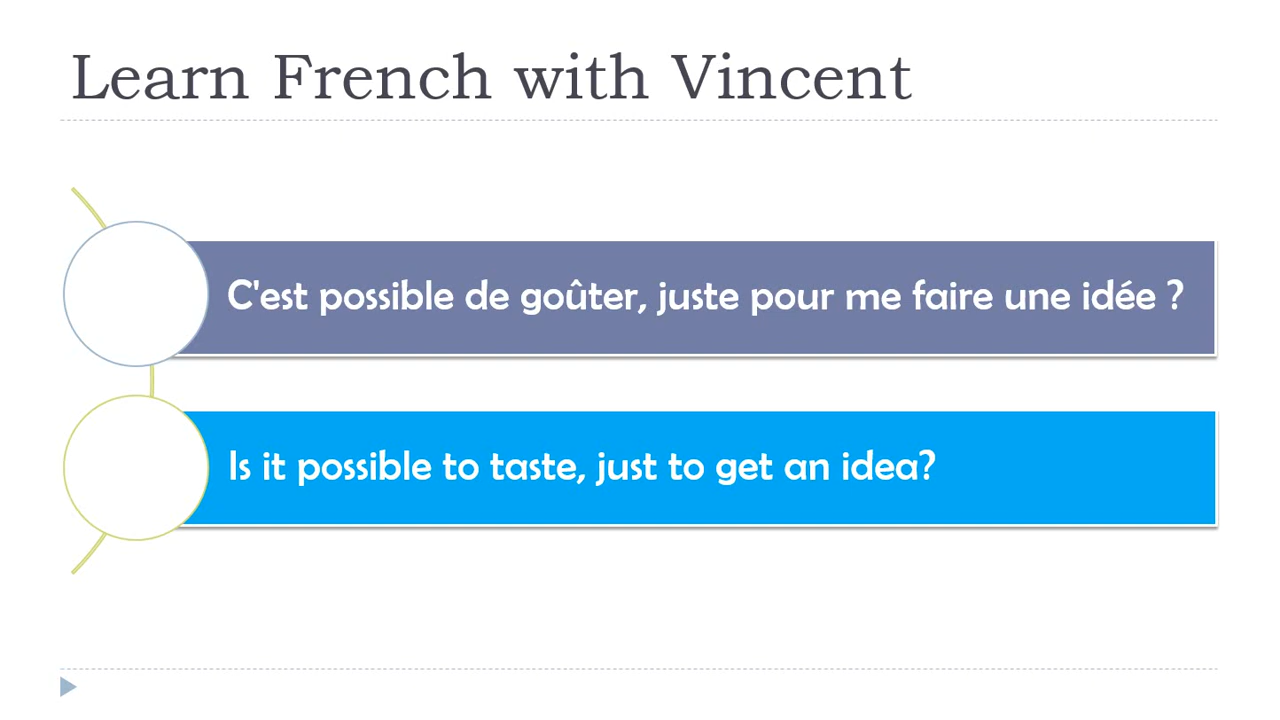 Learn French with Vincent
C'est possible de goûter, juste pour me faire une idée ?
Is it possible to taste, just to get an idea?